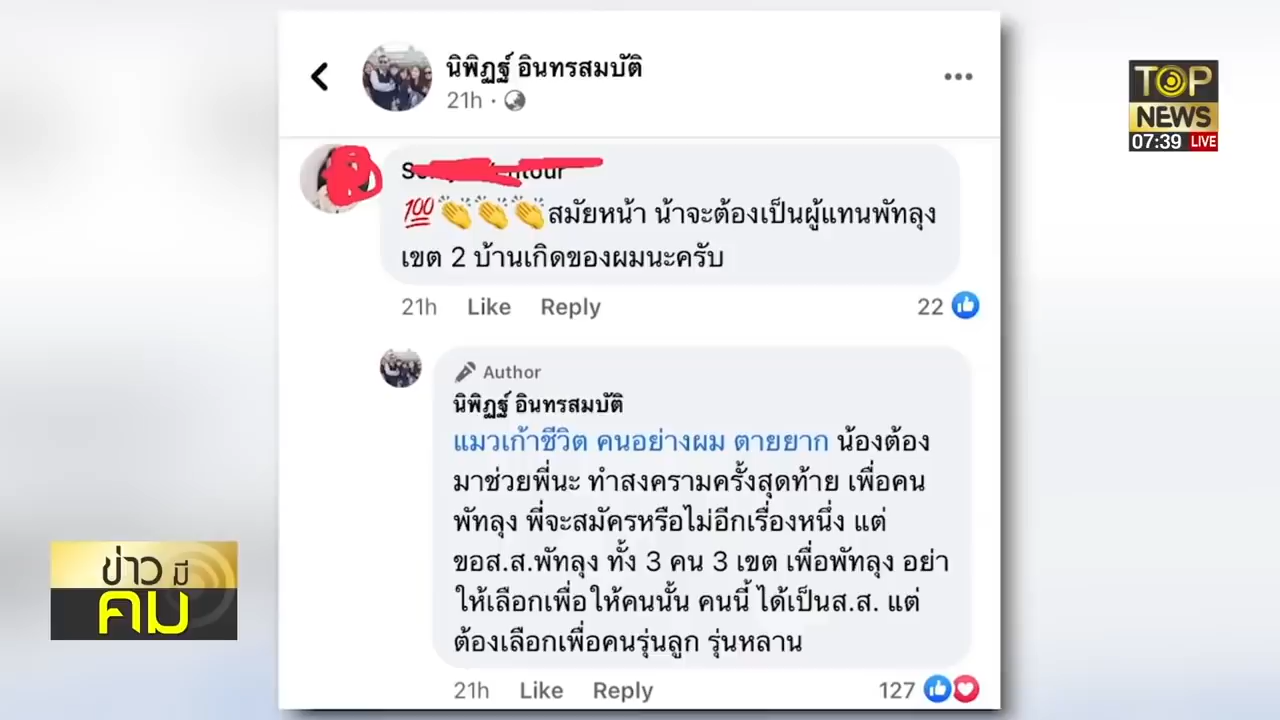 นิพิฏฐ์ อินทรสมบัติ
21h ·
TOP
NEWS
07:39 LIVE
💯👏👏👏สมัยหน้า น้าจะต้องเป็นผู้แทนพัทลุง
เขต 2 บ้านเกิดของผมนะครับ
21h Like Reply 22
Author
นิพิฏฐ์ อินทรสมบัติ
แมวเก้าชีวิต คนอย่างผม ตายยาก น้องต้อง
มาช่วยพี่นะ ทำสงครามครั้งสุดท้าย เพื่อคน
พัทลุง พี่จะสมัครหรือไม่อีกเรื่องหนึ่ง แต่
ขอส.ส.พัทลุง ทั้ง 3 คน 3 เขต เพื่อพัทลุง อย่า
ให้เลือกเพื่อให้คนนั้น คนนี้ ได้เป็นส.ส. แต่
ต้องเลือกเพื่อคนรุ่นลูก รุ่นหลาน
21h Like Reply 127
ข่าวมี
คม